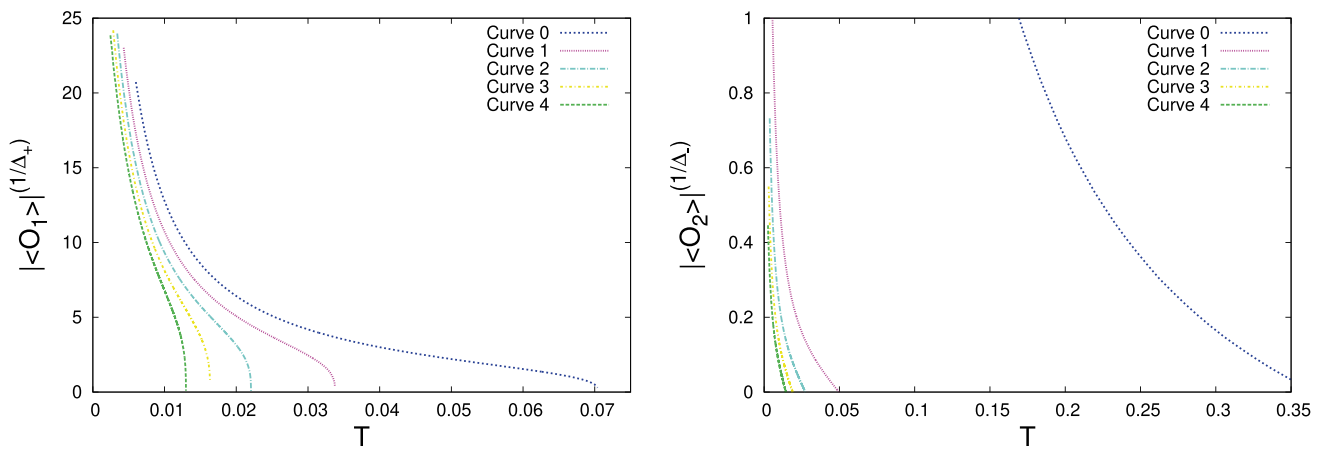 25
20
15
10
5
0
|<O1>|(1/Δ+)
Curve 0
Curve 1
Curve 2
Curve 3
Curve 4
0 0.01 0.02 0.03 0.04 0.05 0.06 0.07
T
1
0.8
0.6
0.4
0.2
0
|<O2>|(1/Δ-)
Curve 0
Curve 1
Curve 2
Curve 3
Curve 4
0 0.05 0.1 0.15 0.2 0.25 0.3 0.35
T